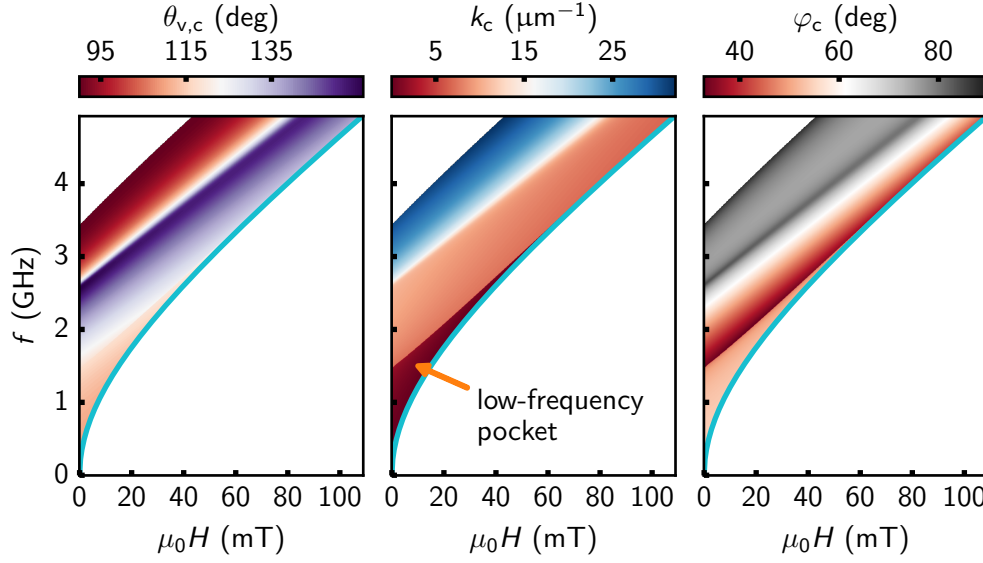 θv,c (deg)
kc (μm−1)
φc (deg)
95 115 135
5 15 25
40 60 80
f (GHz)
4
3
2
1
0
low-frequency
pocket
0 20 40 60 80 100
0 20 40 60 80 100
0 20 40 60 80 100
μ0H (mT)
μ0H (mT)
μ0H (mT)